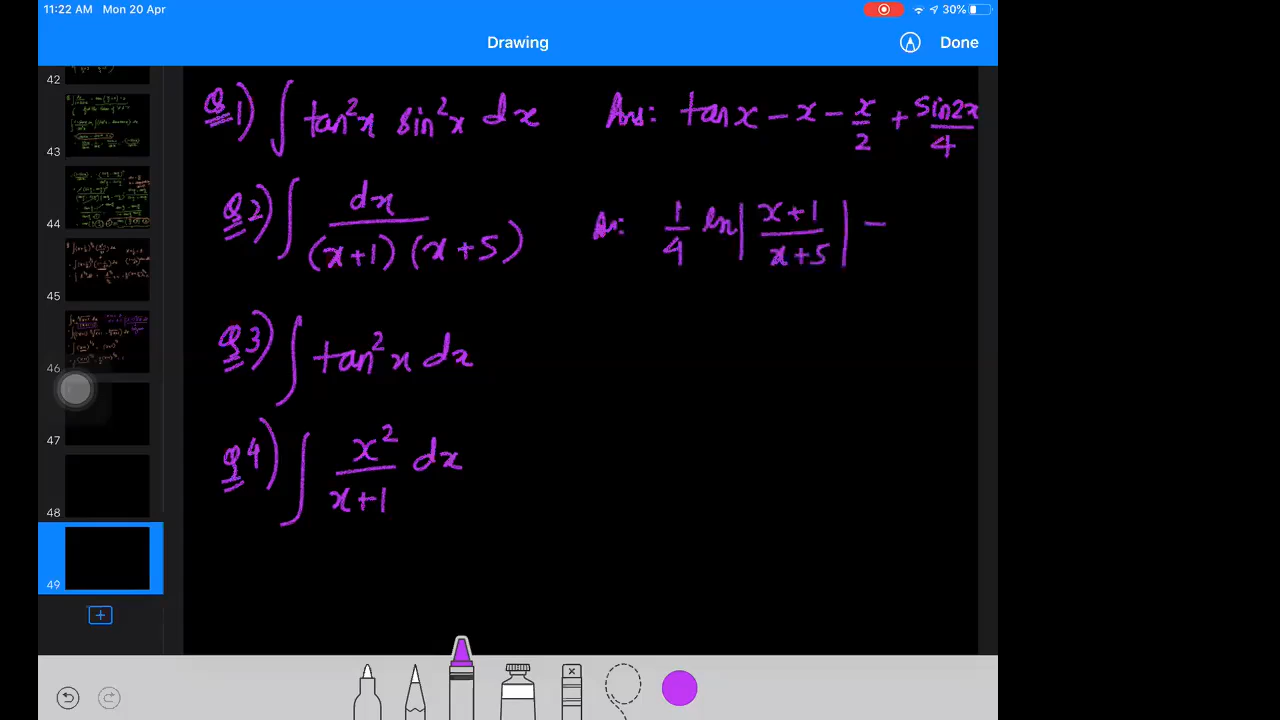 11:22 AM Mon 20 Apr 30%
Drawing Done
42
43
44
45
46
47
48
49
Q1) ∫ tan²x sin²x dx Ans: tan x − x − x/2 + sin2x/4
Q2) ∫ dx/((x+1)(x+5)) An: 1/4 ln|(x+1)/(x+5)| −
Q3) ∫ tan²x dx
Q4) ∫ x²/(x+1) dx